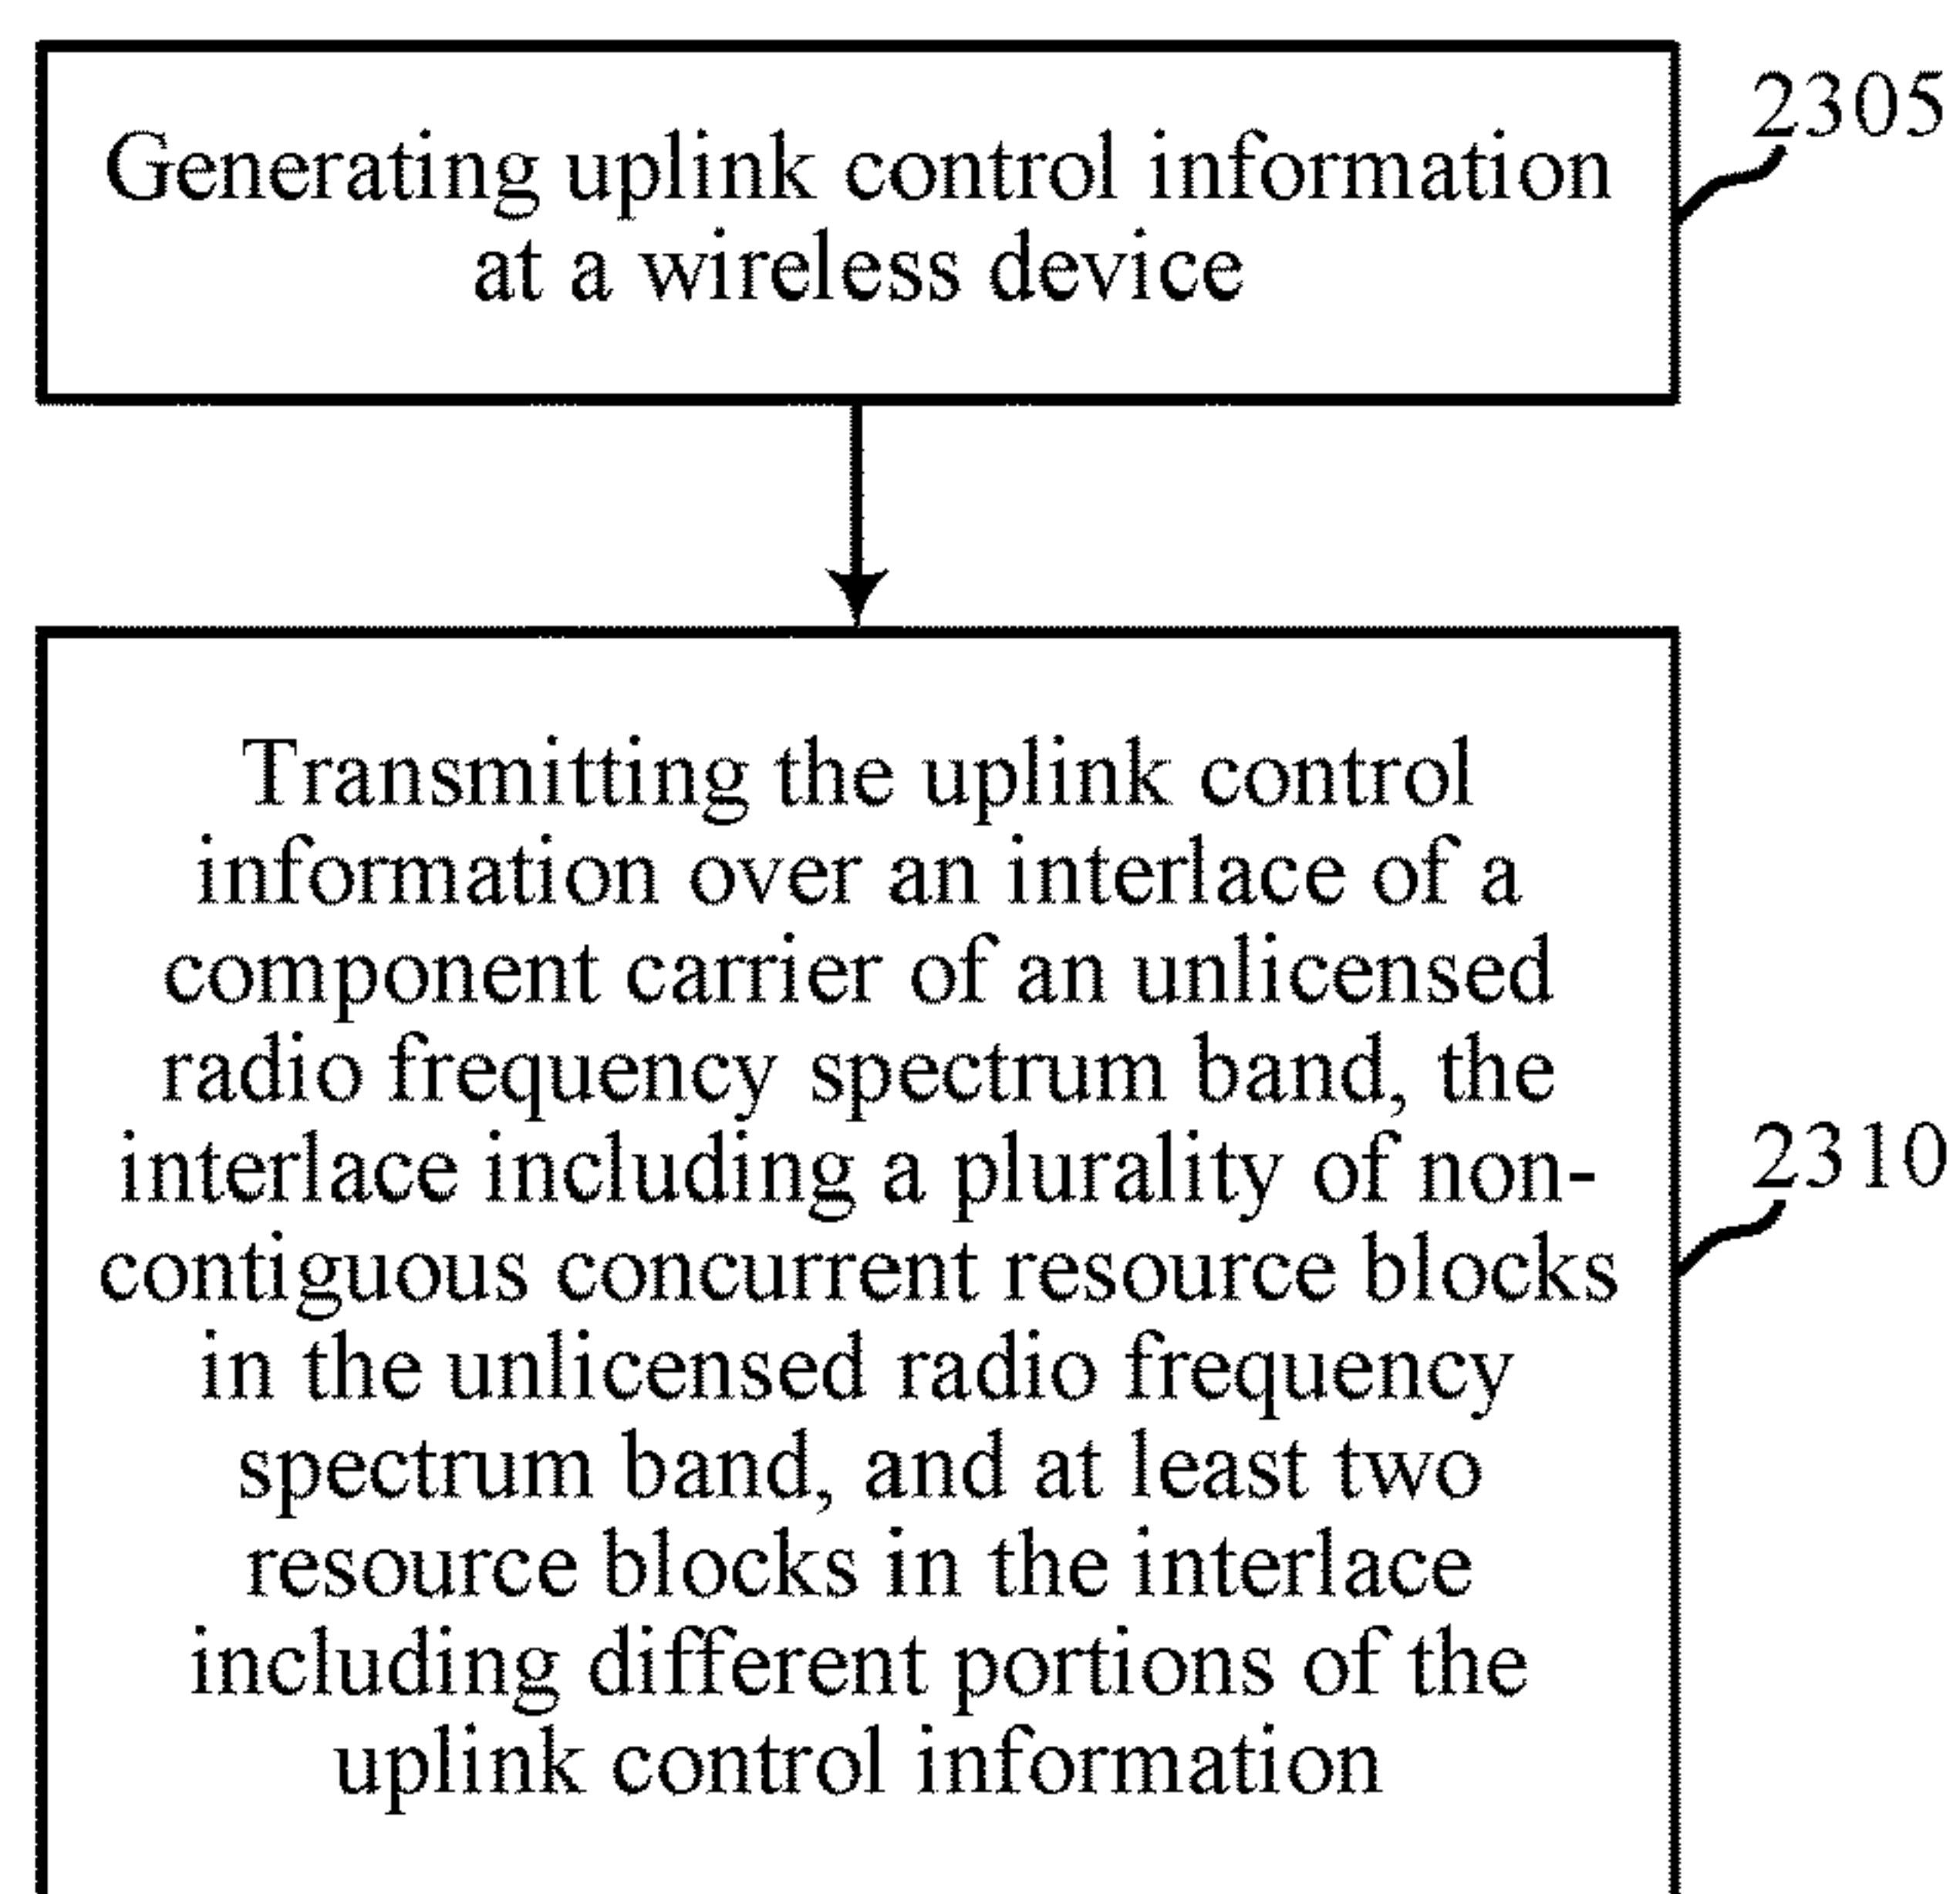 Generating uplink control information
at a wireless device
2305
Transmitting the uplink control
information over an interlace of a
component carrier of an unlicensed
radio frequency spectrum band, the
interlace including a plurality of non-
contiguous concurrent resource blocks
in the unlicensed radio frequency
spectrum band, and at least two
resource blocks in the interlace
including different portions of the
uplink control information
2310